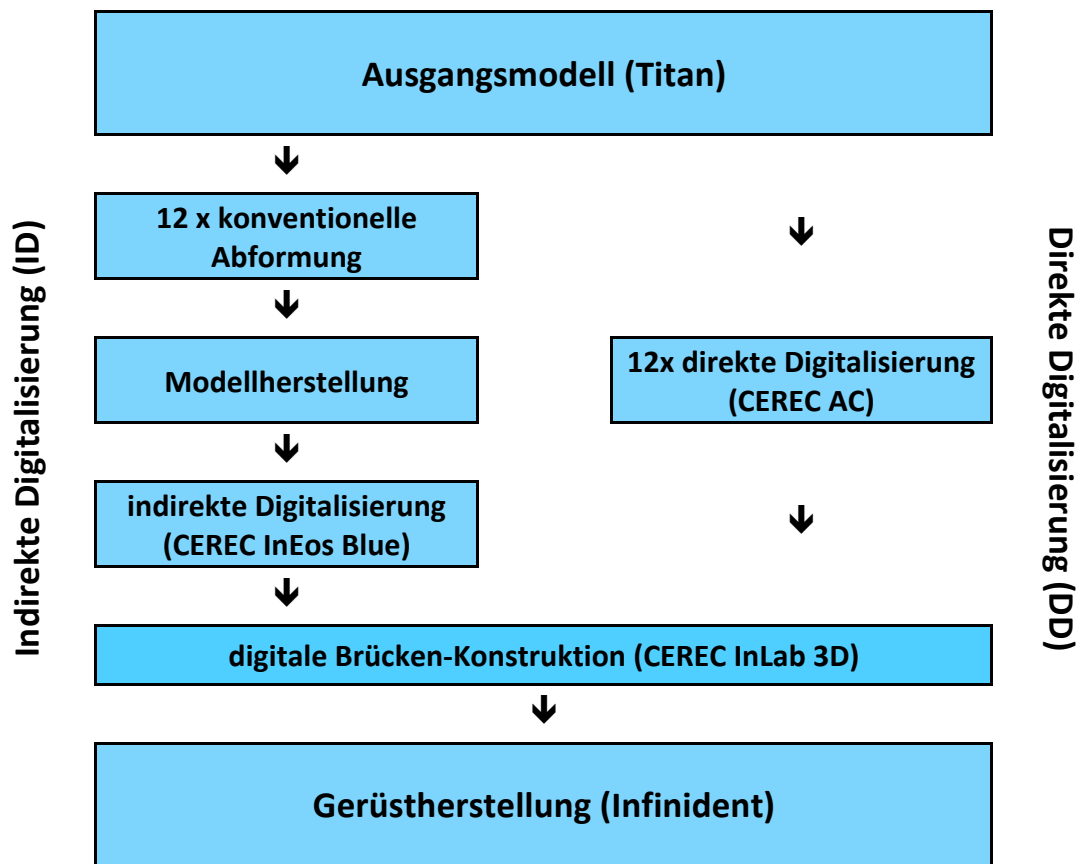 Ausgangsmodell (Titan)
Indirekte Digitalisierung (ID)
12 x konventionelle
Abformung
Modellherstellung
indirekte Digitalisierung
(CEREC InEos Blue)
12x direkte Digitalisierung
(CEREC AC)
Direkte Digitalisierung (DD)
digitale Brücken-Konstruktion (CEREC InLab 3D)
Gerüstherstellung (Infinident)